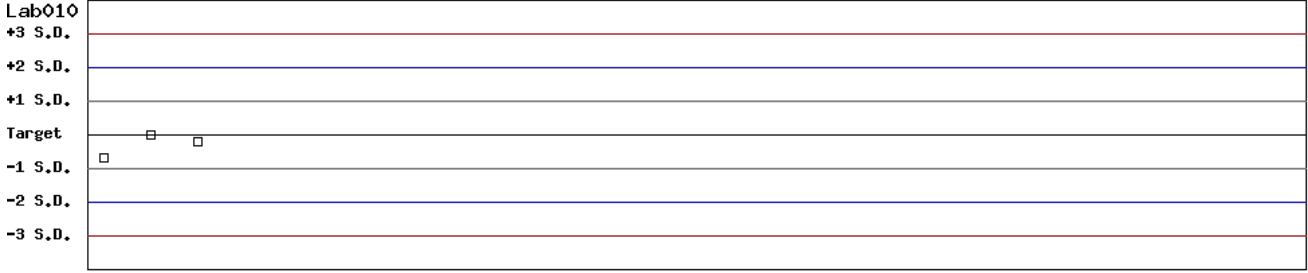 Lab010
+3 S.D.
+2 S.D.
+1 S.D.
Target
-1 S.D.
-2 S.D.
-3 S.D.